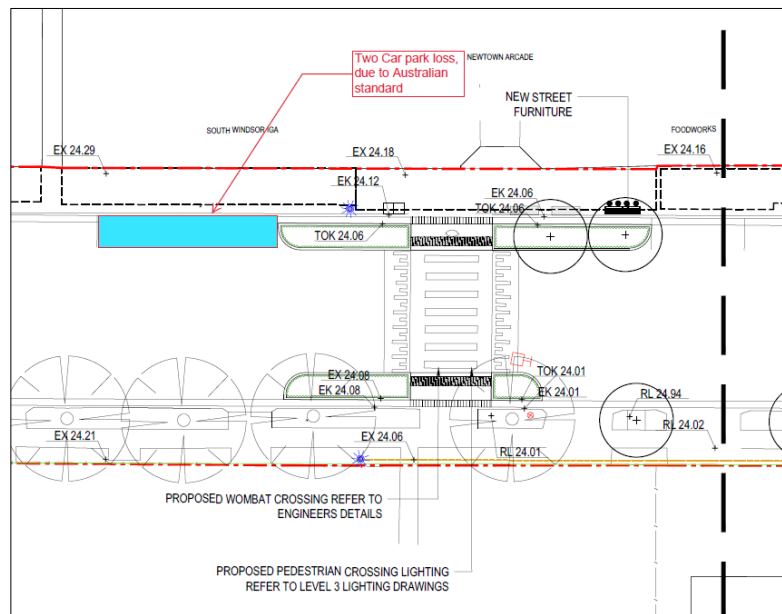 Two Car park loss,
due to Australian
standard
NEWTOWN ARCADE
NEW STREET
FURNITURE
SOUTH WINDSOR IGA
FOODWORKS
EX 24.29
EX 24.18
EX 24.16
EK 24.12
EK 24.06
TOK 24.06
TOK 24.06
EX 24.08
EK 24.08
TOK 24.01
EK 24.01
RL 24.94
RL 24.02
EX 24.21
EX 24.06
RL 24.01
PROPOSED WOMBAT CROSSING REFER TO
ENGINEERS DETAILS
PROPOSED PEDESTRIAN CROSSING LIGHTING
REFER TO LEVEL 3 LIGHTING DRAWINGS